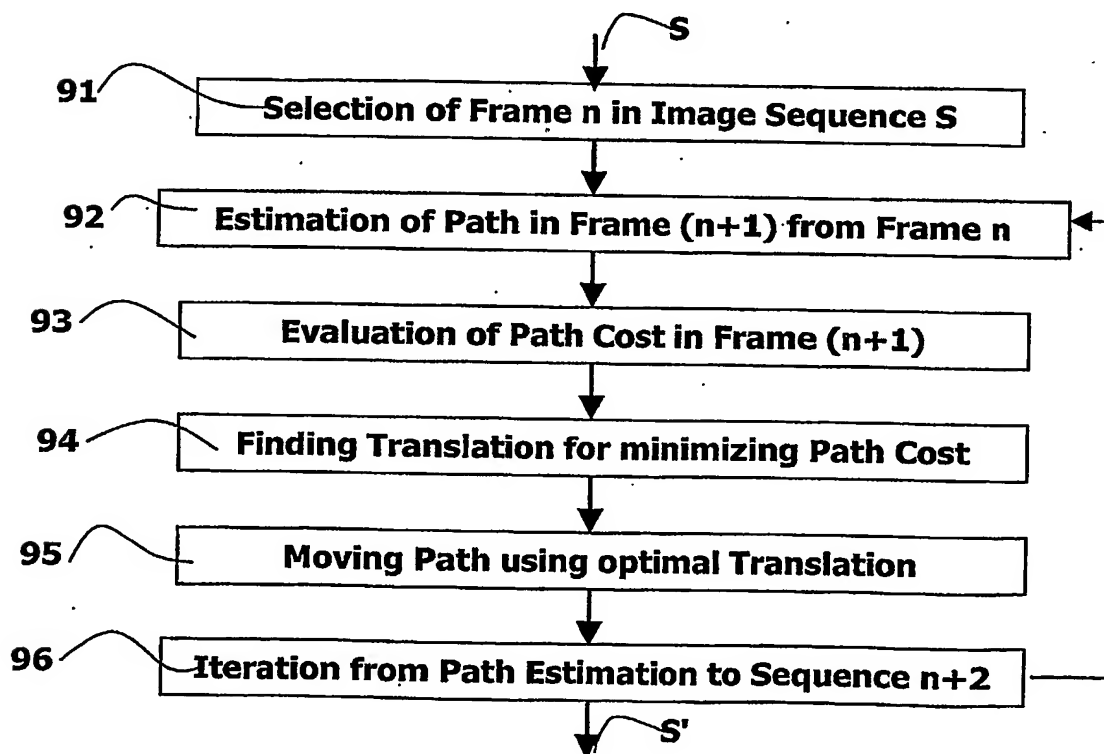 S
91
Selection of Frame n in Image Sequence S
92
Estimation of Path in Frame (n+1) from Frame n
93
Evaluation of Path Cost in Frame (n+1)
94
Finding Translation for minimizing Path Cost
95
Moving Path using optimal Translation
96
Iteration from Path Estimation to Sequence n+2
S'